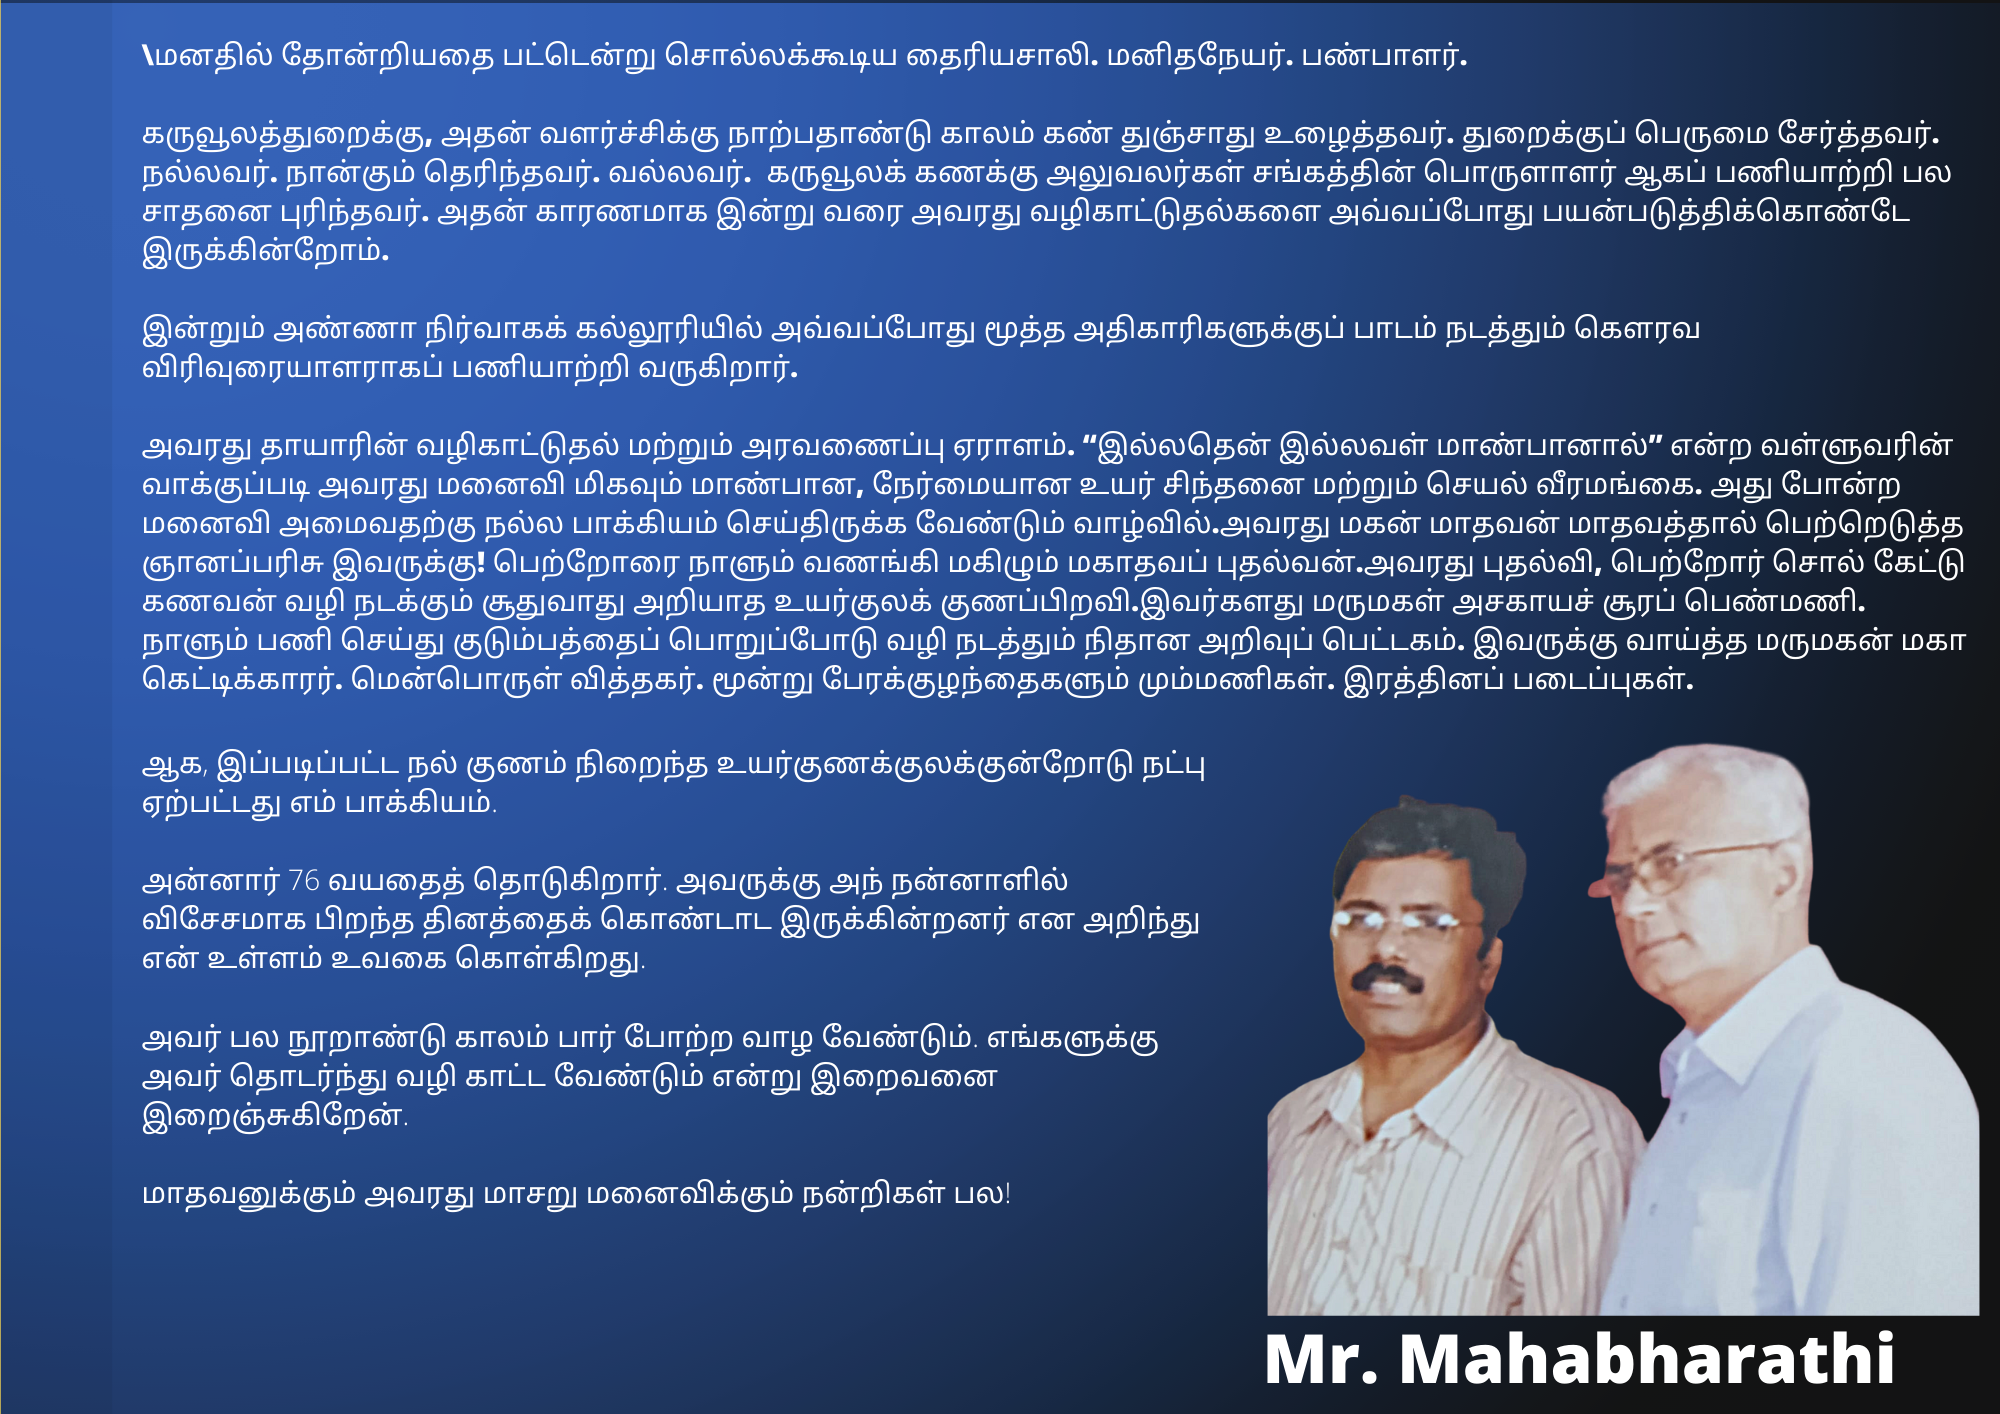 \மனதில் தோன்றியதை பட்டென்று சொல்லக்கூடிய தைரியசாலி. மனிதநேயர். பண்பாளர்.
கருவூலத்துறைக்கு, அதன் வளர்ச்சிக்கு நாற்பதாண்டு காலம் கண் துஞ்சாது உழைத்தவர். துறைக்குப் பெருமை சேர்த்தவர்.
நல்லவர். நான்கும் தெரிந்தவர். வல்லவர்.  கருவூலக் கணக்கு அலுவலர்கள் சங்கத்தின் பொருளாளர் ஆகப் பணியாற்றி பல
சாதனை புரிந்தவர். அதன் காரணமாக இன்று வரை அவரது வழிகாட்டுதல்களை அவ்வப்போது பயன்படுத்திக்கொண்டே
இருக்கின்றோம்.
இன்றும் அண்ணா நிர்வாகக் கல்லூரியில் அவ்வப்போது மூத்த அதிகாரிகளுக்குப் பாடம் நடத்தும் கௌரவ
விரிவுரையாளராகப் பணியாற்றி வருகிறார்.
அவரது தாயாரின் வழிகாட்டுதல் மற்றும் அரவணைப்பு ஏராளம். “இல்லதென் இல்லவள் மாண்பானால்” என்ற வள்ளுவரின்
வாக்குப்படி அவரது மனைவி மிகவும் மாண்பான, நேர்மையான உயர் சிந்தனை மற்றும் செயல் வீரமங்கை. அது போன்ற
மனைவி அமைவதற்கு நல்ல பாக்கியம் செய்திருக்க வேண்டும் வாழ்வில்.அவரது மகன் மாதவன் மாதவத்தால் பெற்றெடுத்த
ஞானப்பரிசு இவருக்கு! பெற்றோரை நாளும் வணங்கி மகிழும் மகாதவப் புதல்வன்.அவரது புதல்வி, பெற்றோர் சொல் கேட்டு
கணவன் வழி நடக்கும் சூதுவாது அறியாத உயர்குலக் குணப்பிறவி.இவர்களது மருமகள் அசகாயச் சூரப் பெண்மணி.
நாளும் பணி செய்து குடும்பத்தைப் பொறுப்போடு வழி நடத்தும் நிதான அறிவுப் பெட்டகம். இவருக்கு வாய்த்த மருமகன் மகா
கெட்டிக்காரர். மென்பொருள் வித்தகர். மூன்று பேரக்குழந்தைகளும் மும்மணிகள். இரத்தினப் படைப்புகள்.
ஆக, இப்படிப்பட்ட நல் குணம் நிறைந்த உயர்குணக்குலக்குன்றோடு நட்பு
ஏற்பட்டது எம் பாக்கியம்.
அன்னார் 76 வயதைத் தொடுகிறார். அவருக்கு அந் நன்னாளில்
விசேசமாக பிறந்த தினத்தைக் கொண்டாட இருக்கின்றனர் என அறிந்து
என் உள்ளம் உவகை கொள்கிறது.
அவர் பல நூறாண்டு காலம் பார் போற்ற வாழ வேண்டும். எங்களுக்கு
அவர் தொடர்ந்து வழி காட்ட வேண்டும் என்று இறைவனை
இறைஞ்சுகிறேன்.
மாதவனுக்கும் அவரது மாசறு மனைவிக்கும் நன்றிகள் பல!
Mr. Mahabharathi